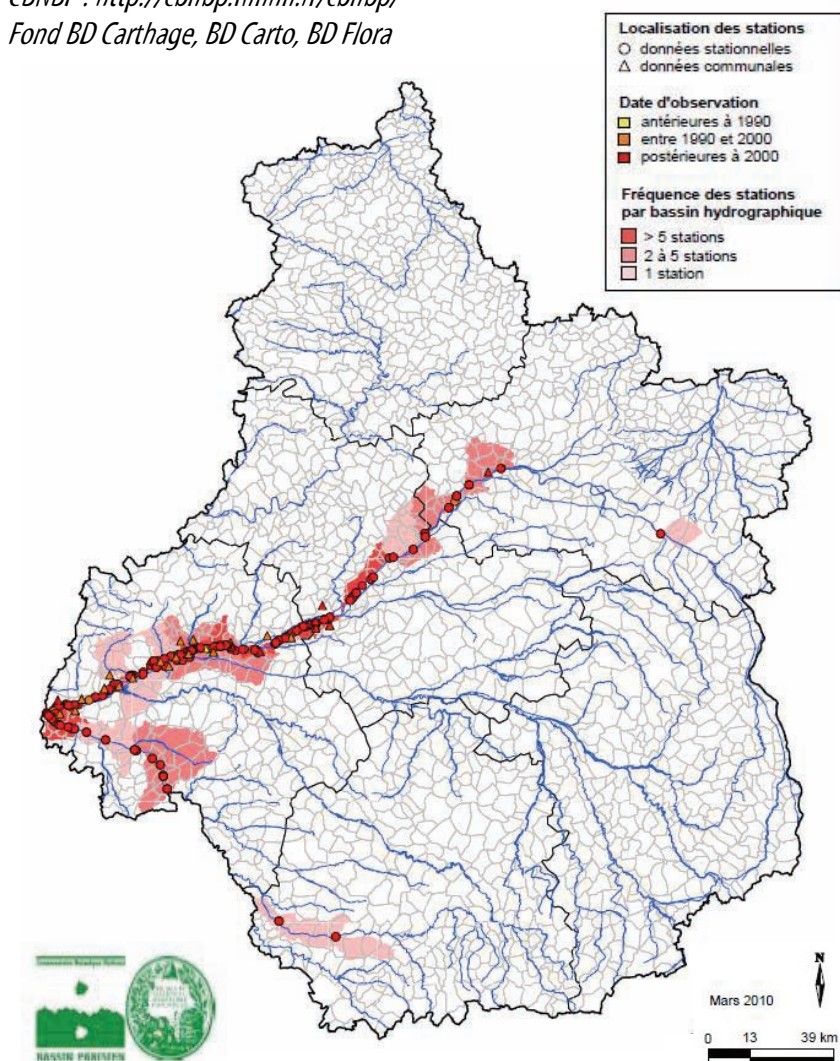 Fond BD Carthage, BD Carto, BD Flora
Localisation des stations
données stationnelles
données communales
Date d'observation
antérieures à 1990
entre 1990 et 2000
postérieures à 2000
Fréquence des stations
par bassin hydrographique
> 5 stations
2 à 5 stations
1 station
N
Mars 2010
0 13 39 km
BASSIN PARISIEN